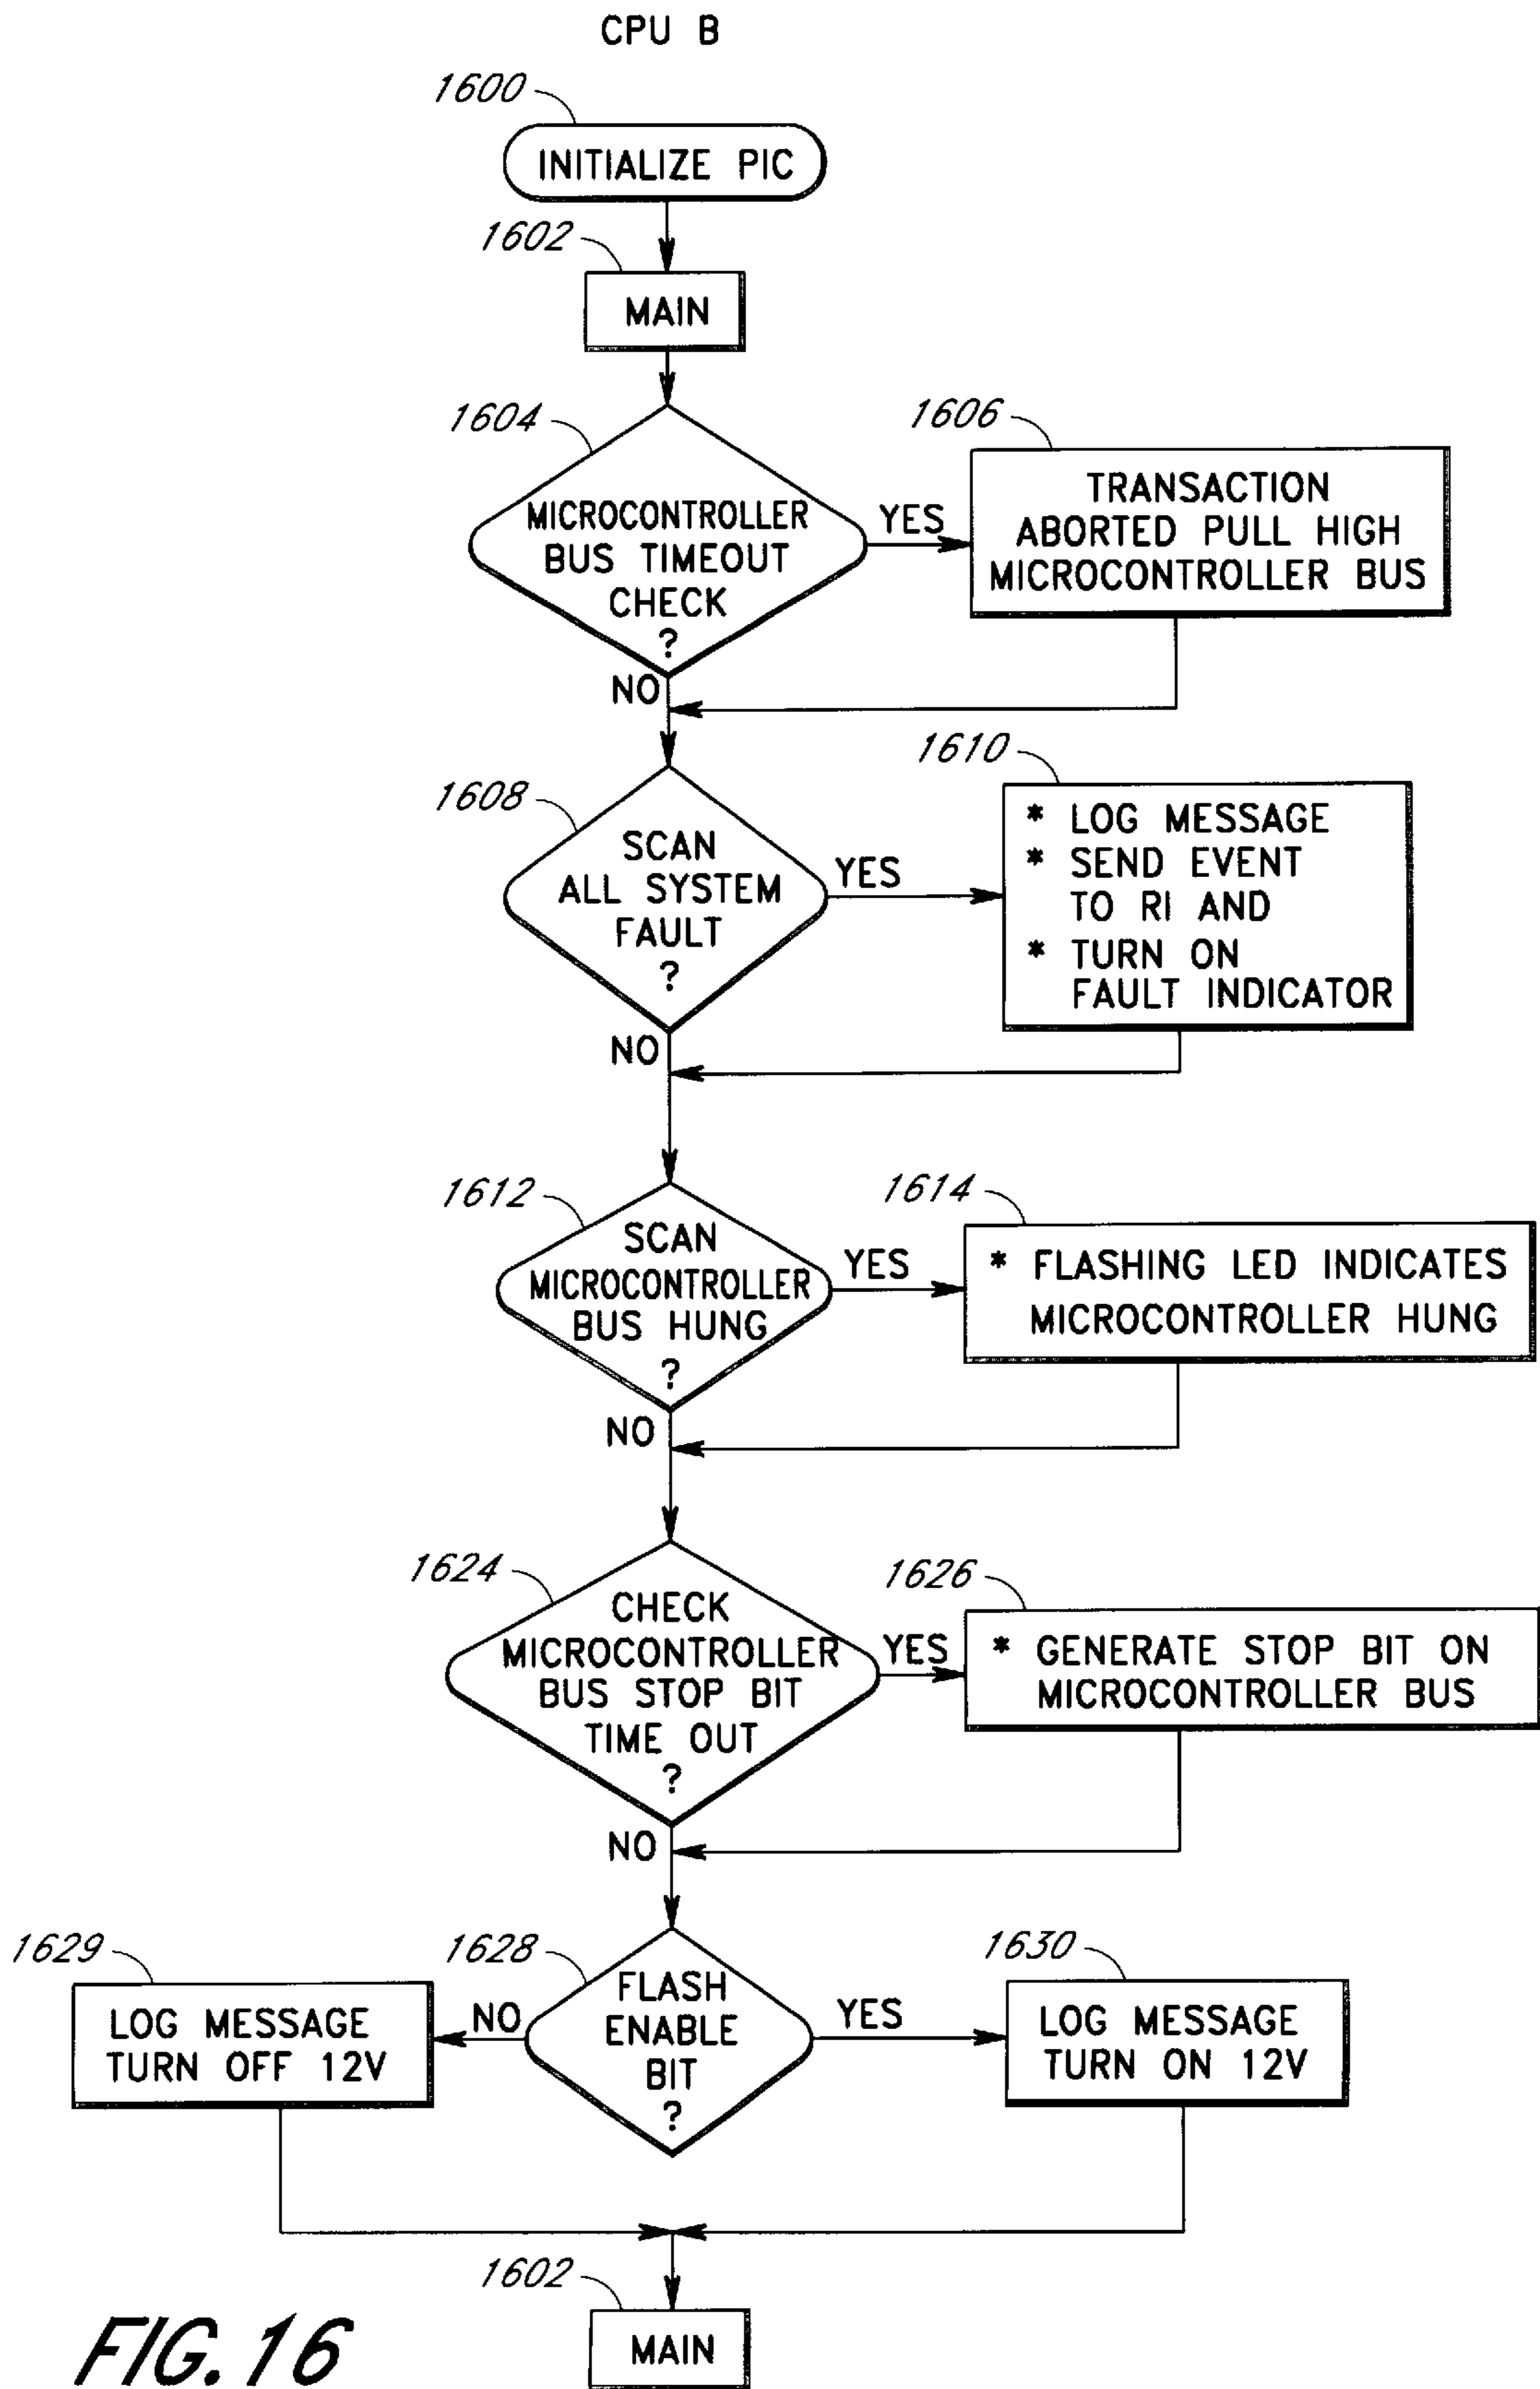 CPU B
1600
INITIALIZE PIC
1602
MAIN
1604
MICROCONTROLLER
BUS TIMEOUT
CHECK
?
YES
1606
TRANSACTION
ABORTED PULL HIGH
MICROCONTROLLER BUS
NO
1608
SCAN
ALL SYSTEM
FAULT
?
YES
1610
* LOG MESSAGE
* SEND EVENT
TO RI AND
* TURN ON
FAULT INDICATOR
NO
1612
SCAN
MICROCONTROLLER
BUS HUNG
?
YES
1614
* FLASHING LED INDICATES
MICROCONTROLLER HUNG
NO
1624
CHECK
MICROCONTROLLER
BUS STOP BIT
TIME OUT
?
YES
1626
* GENERATE STOP BIT ON
MICROCONTROLLER BUS
NO
1629
LOG MESSAGE
TURN OFF 12V
NO
1628
FLASH
ENABLE
BIT
?
YES
1630
LOG MESSAGE
TURN ON 12V
1602
MAIN
FIG. 16